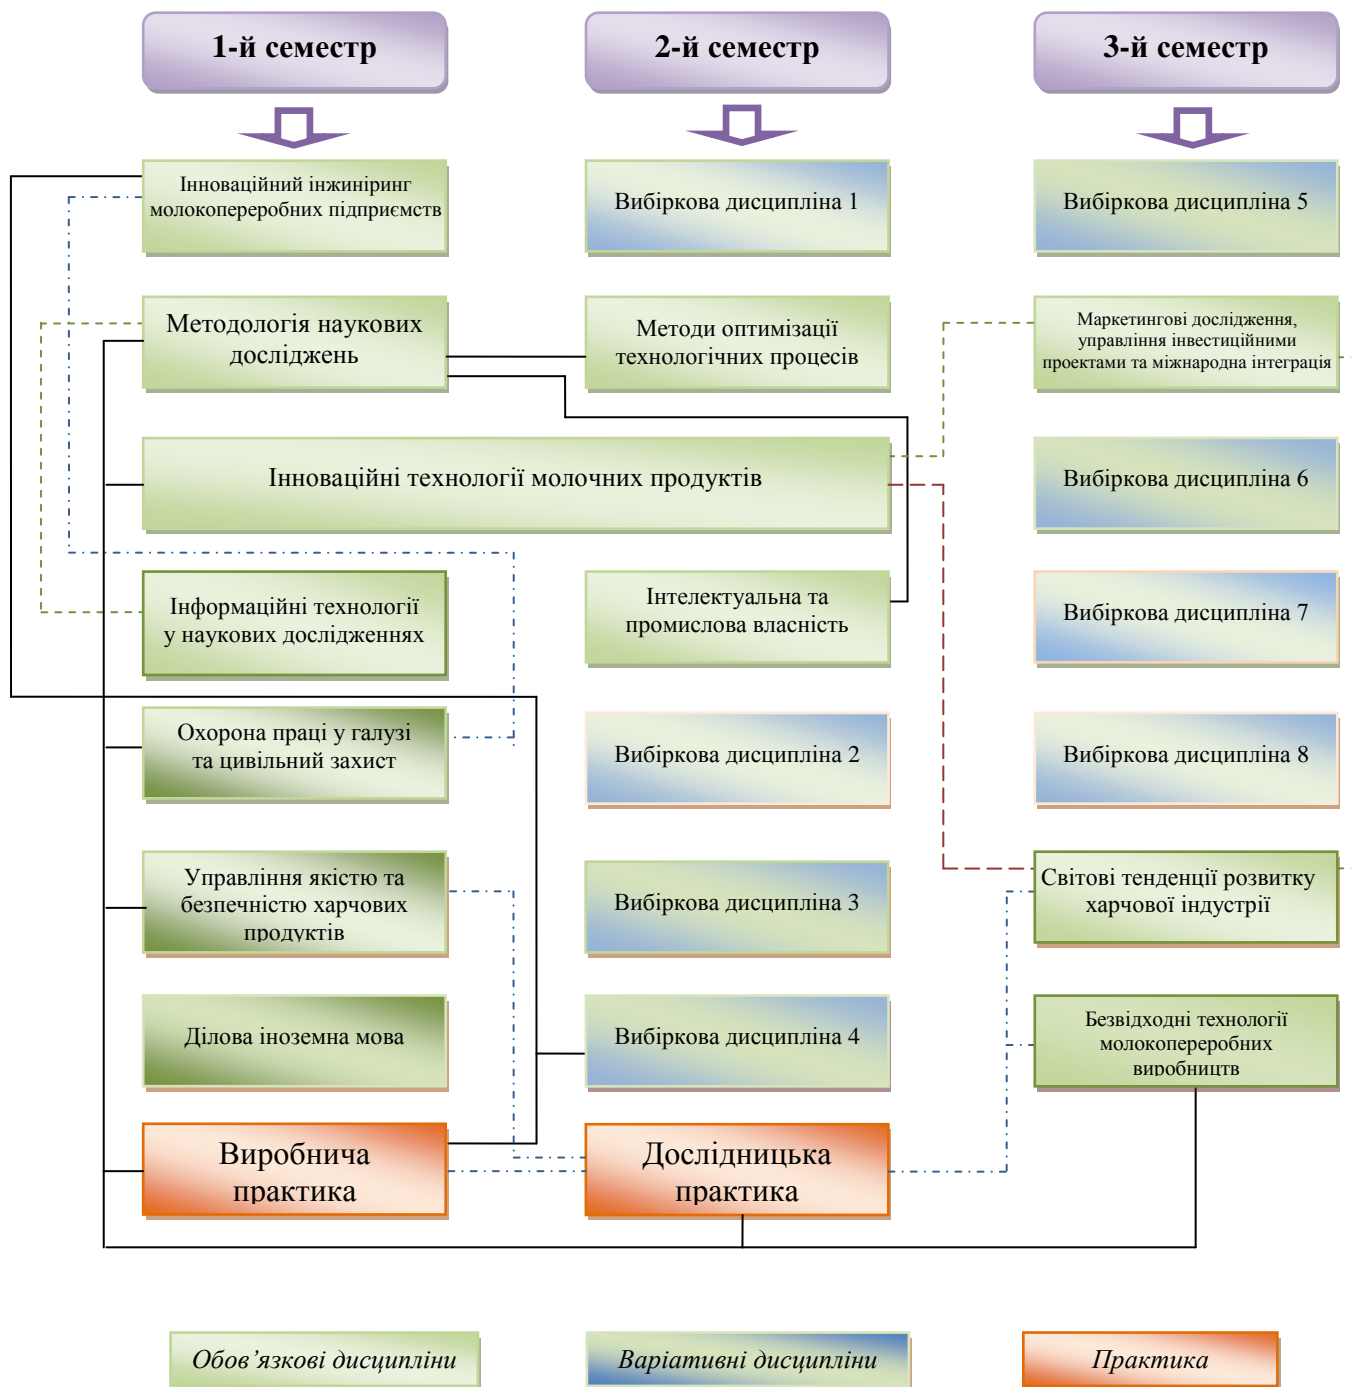 1-й семестр
2-й семестр
3-й семестр
Інноваційний інжиніринг
молокопереробних підприємств
Вибіркова дисципліна 1
Вибіркова дисципліна 5
Методологія наукових
досліджень
Методи оптимізації
технологічних процесів
Маркетингові дослідження,
управління інвестиційними
проектами та міжнародна інтеграція
Інноваційні технології молочних продуктів
Вибіркова дисципліна 6
Інформаційні технології
у наукових дослідженнях
Інтелектуальна та
промислова власність
Вибіркова дисципліна 7
Охорона праці у галузі
та цивільний захист
Вибіркова дисципліна 2
Вибіркова дисципліна 8
Управління якістю та
безпечністю харчових
продуктів
Вибіркова дисципліна 3
Світові тенденції розвитку
харчової індустрії
Ділова іноземна мова
Вибіркова дисципліна 4
Безвідходні технології
молокопереробних
виробництв
Виробнича
практика
Дослідницька
практика
Обов’язкові дисципліни
Варіативні дисципліни
Практика